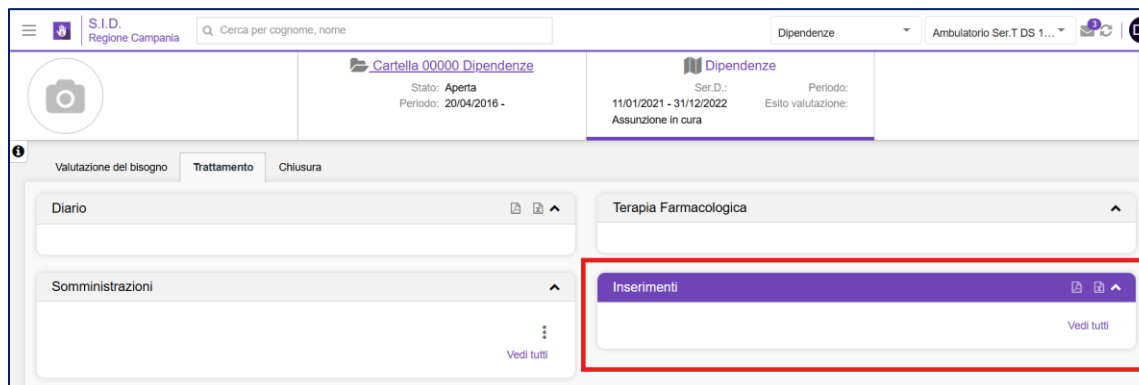 S.I.D.
Regione Campania
Cerca per cognome, nome
Dipendenze
Ambulatorio Ser.T DS 1...
3
Cartella 00000 Dipendenze
Stato: Aperta
Periodo: 20/04/2016 -
Dipendenze
Ser.D.: Periodo:
11/01/2021 - 31/12/2022 Esito valutazione:
Assunzione in cura
Valutazione del bisogno Trattamento Chiusura
Diario
Terapia Farmacologica
Somministrazioni
Vedi tutti
Inserimenti
Vedi tutti